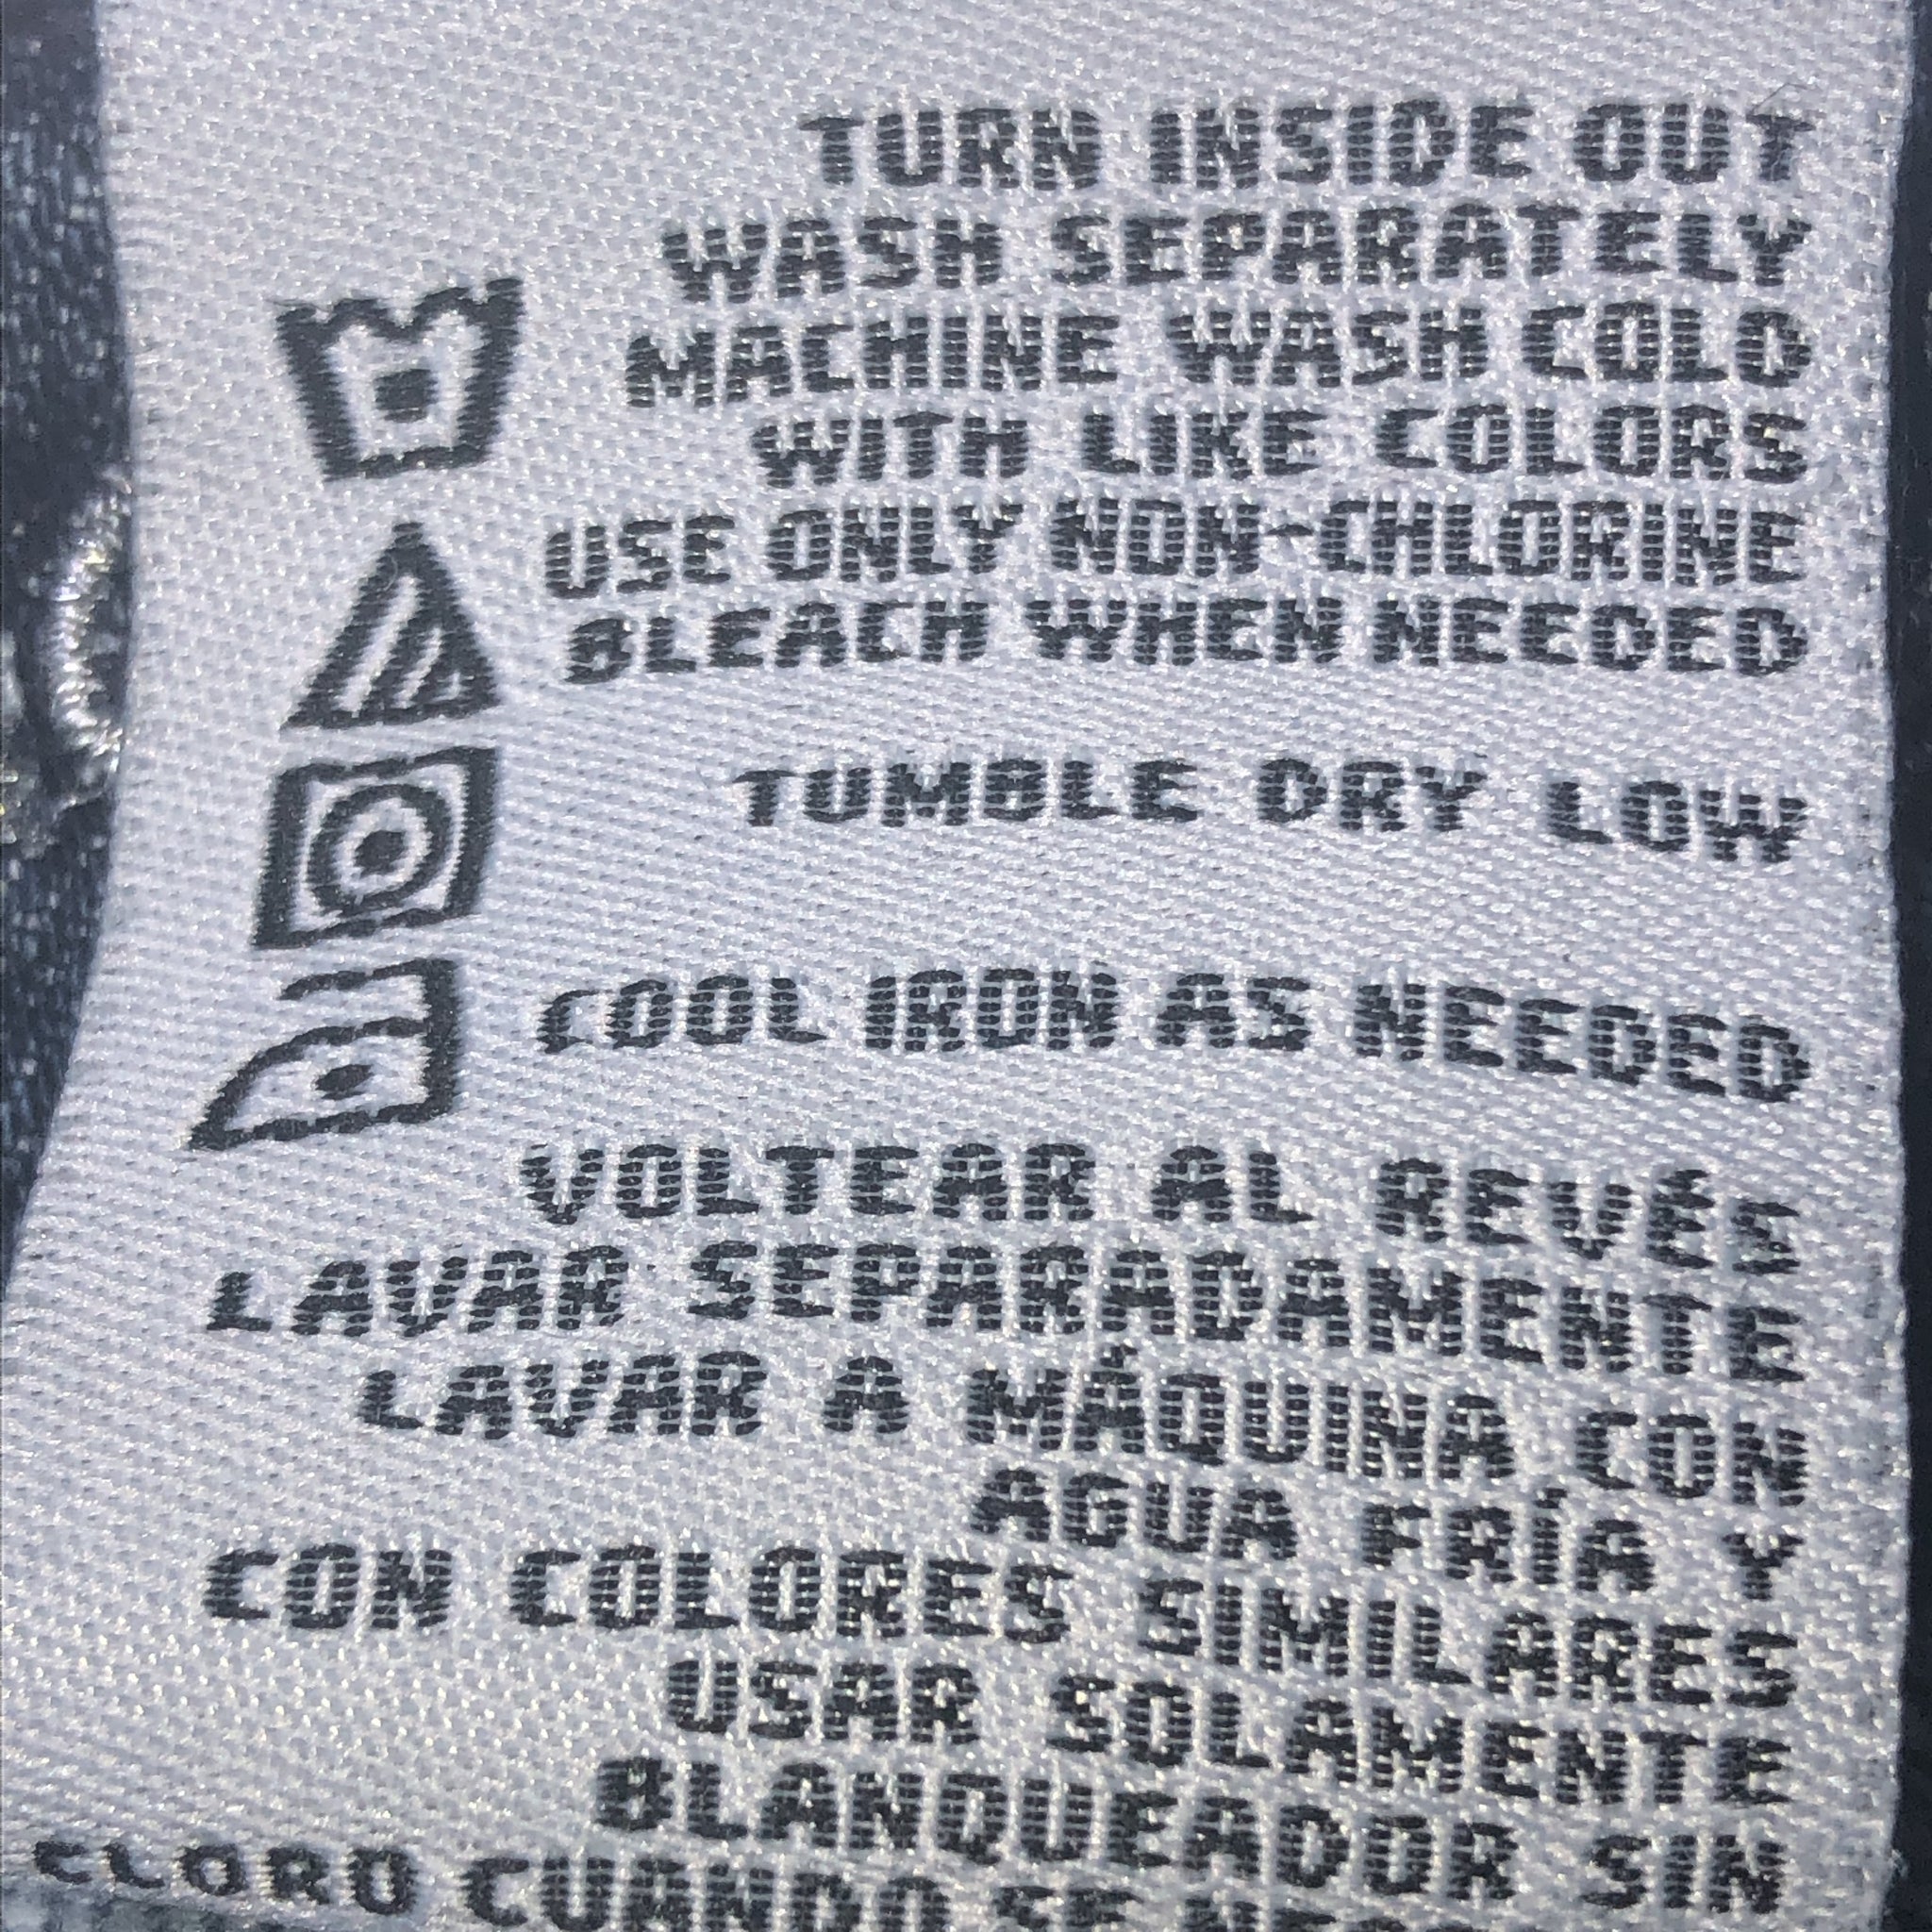 TURN INSIDE OUT
WASH SEPARATELY
MACHINE WASH COLD
WITH LIKE COLORS
USE ONLY NON-CHLORINE
BLEACH WHEN NEEDED
TUMBLE DRY LOW
COOL IRON AS NEEDED
VOLTEAR AL REVÉS
LAVAR SEPARADAMENTE
LAVAR A MÁQUINA CON
AGUA FRÍA Y
CON COLORES SIMILARES
USAR SOLAMENTE
BLANQUEADOR SIN
CLORO CUANDO SE